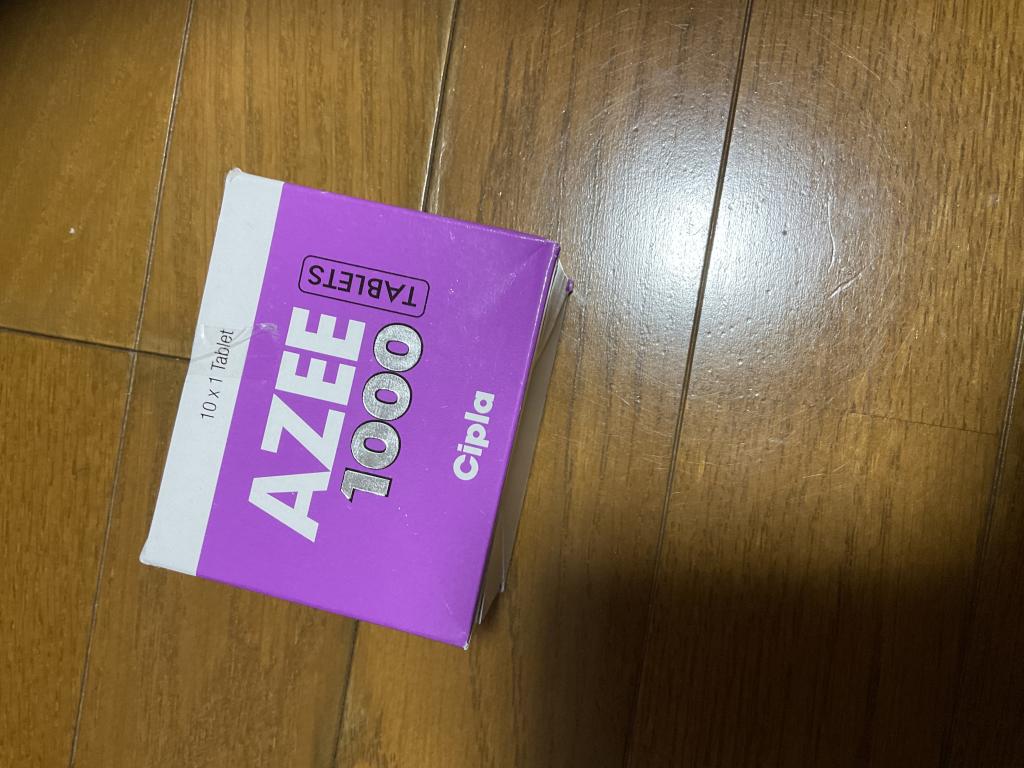 10 x 1 Tablet
AZEE
1000 TABLETS
Cipla